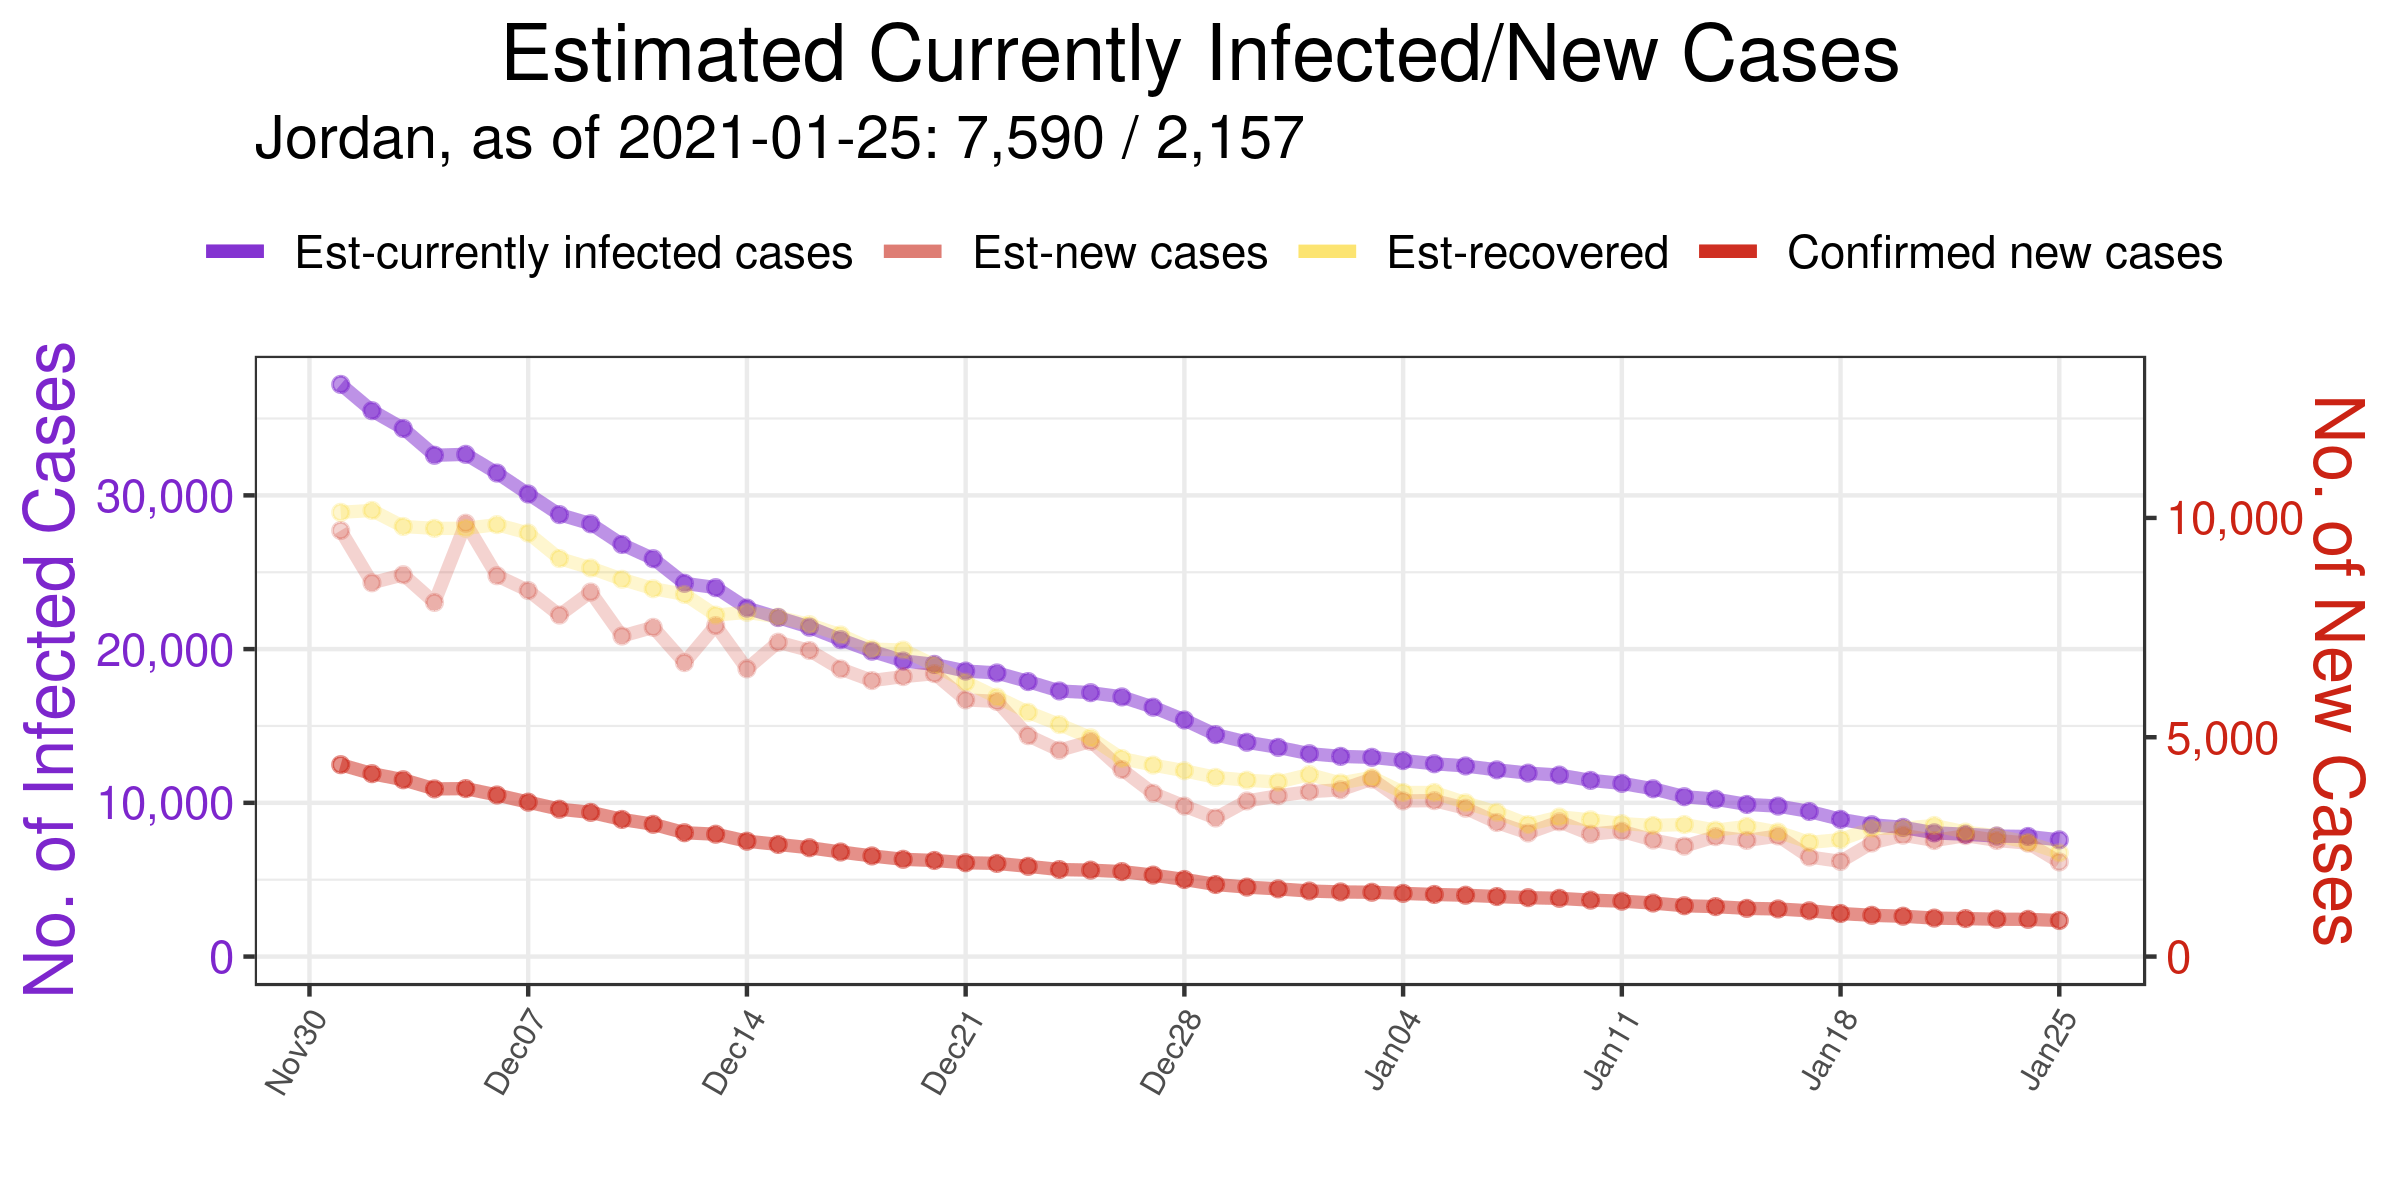 Estimated Currently Infected/New Cases
Jordan, as of 2021-01-25: 7,590 / 2,157
Est-currently infected cases Est-new cases Est-recovered Confirmed new cases
No. of Infected Cases
30,000
20,000
10,000
0
10,000
5,000
0
No. of New Cases
Nov30 Dec07 Dec14 Dec21 Dec28 Jan04 Jan11 Jan18 Jan25